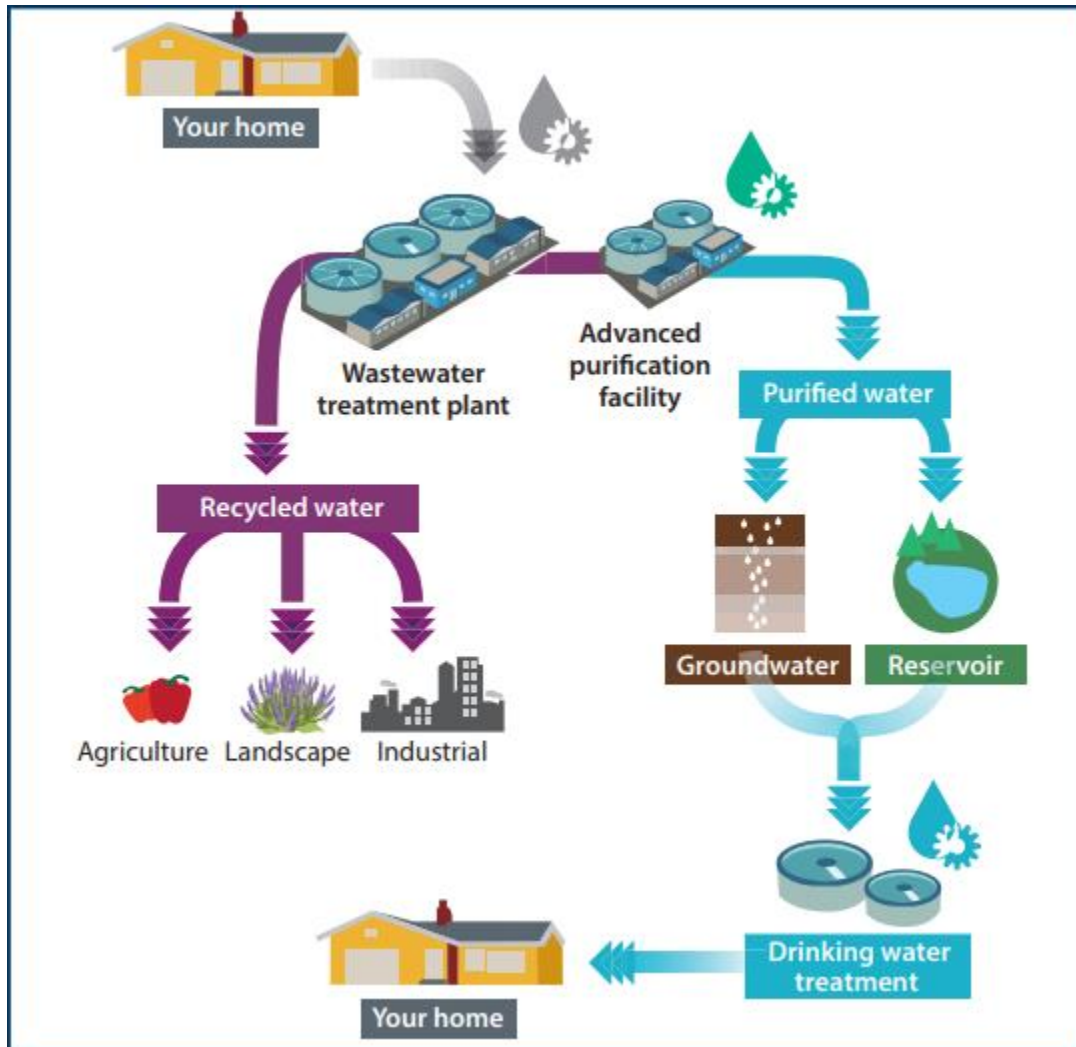 Your home
Wastewater
treatment plant
Advanced
purification
facility
Purified water
Recycled water
Groundwater
Reservoir
Agriculture
Landscape
Industrial
Drinking water
treatment
Your home